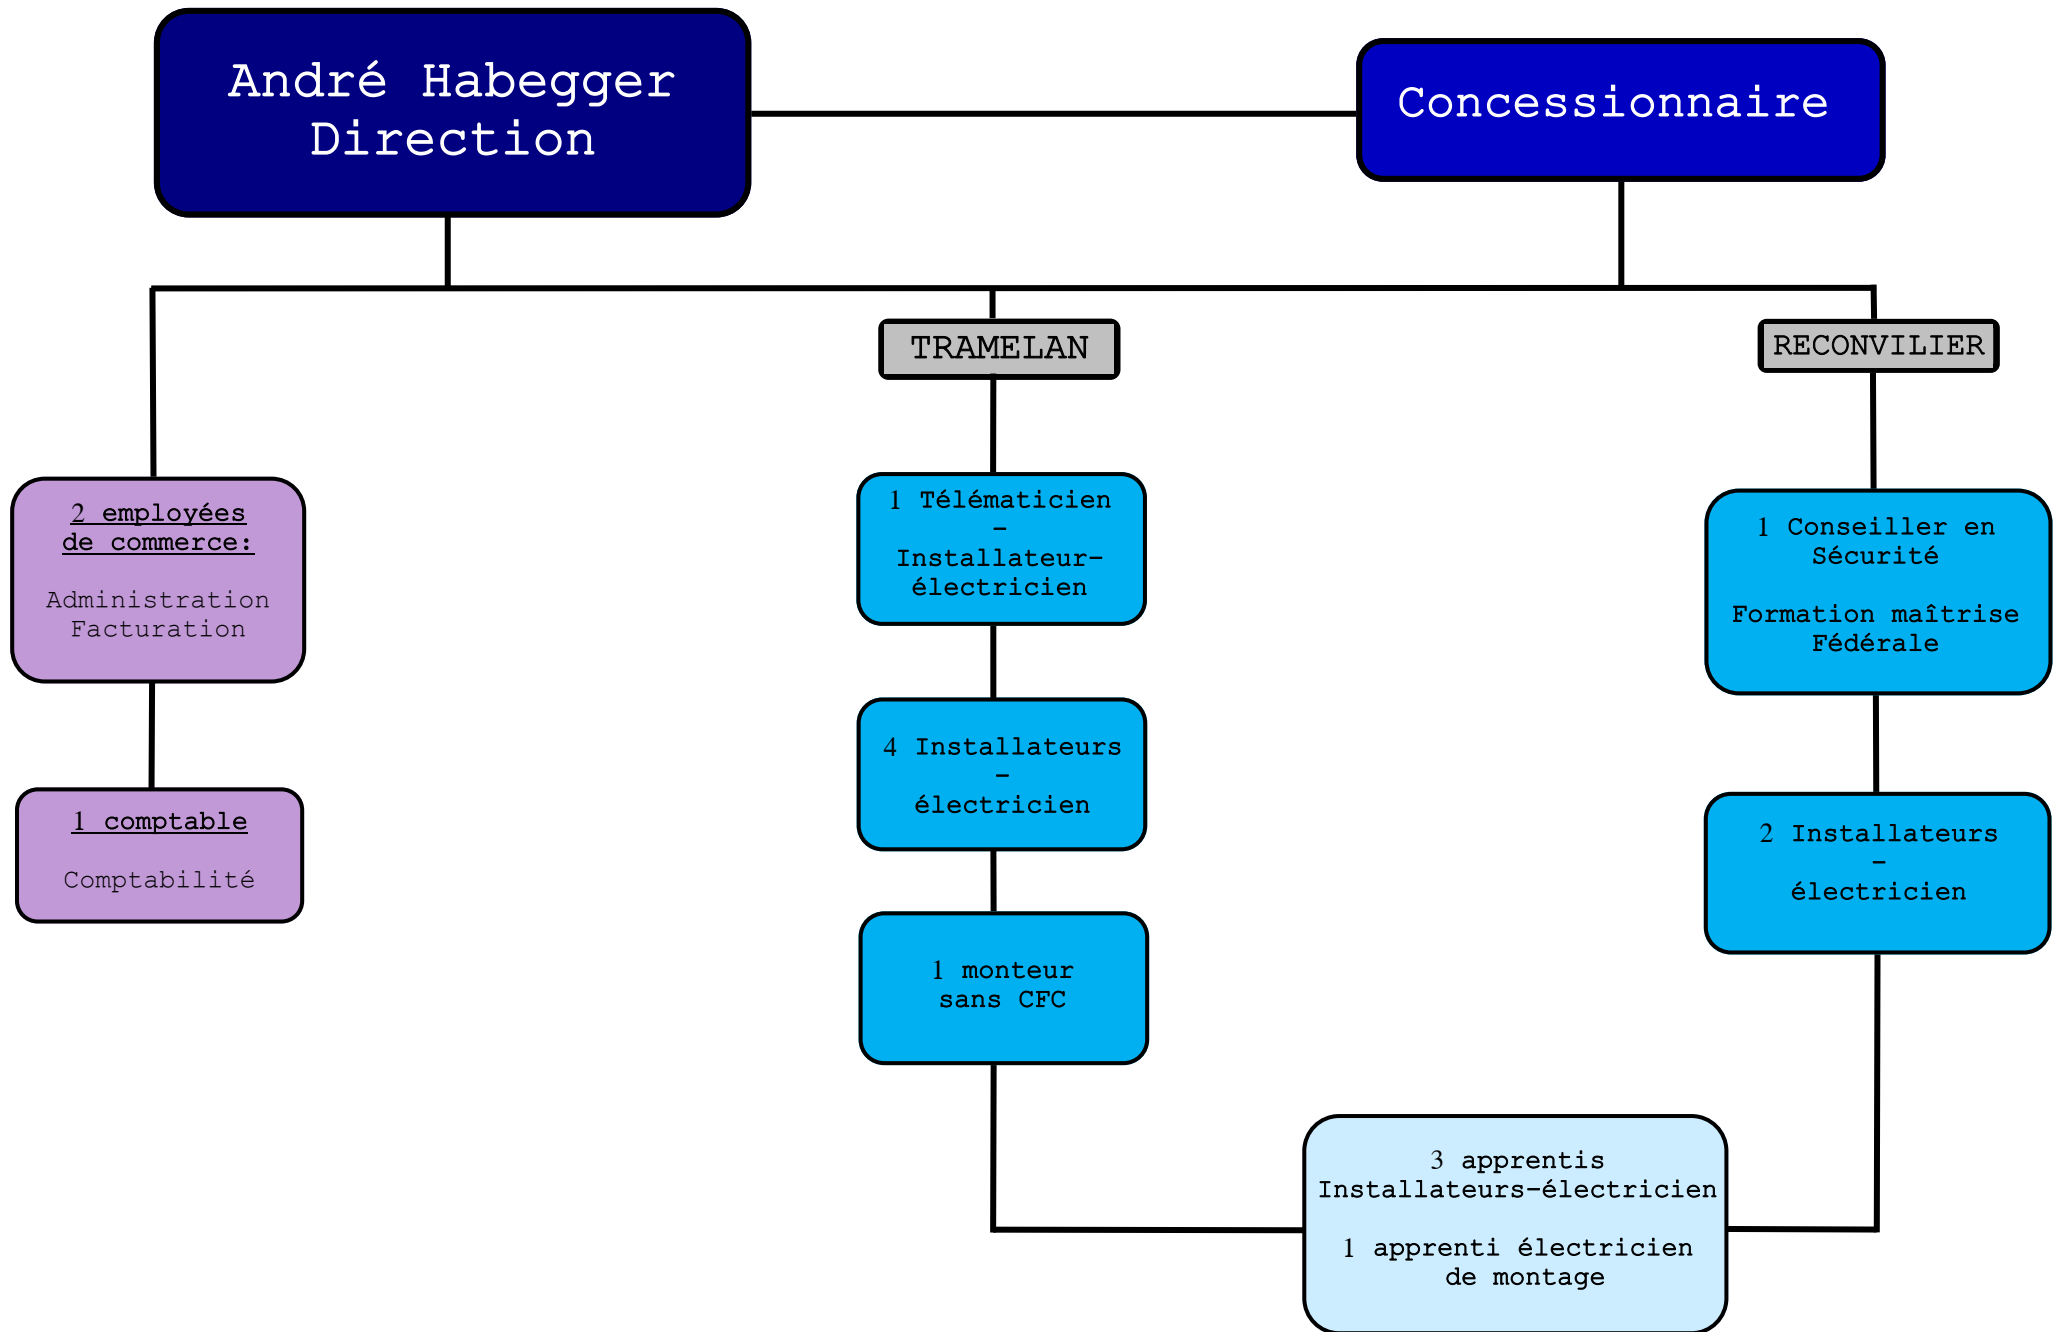 André Habegger
Direction
Concessionnaire
TRAMELAN
RECONVILIER
2 employées
de commerce:
Administration
Facturation
1 comptable
Comptabilité
1 Télématicien
-
Installateur-
électricien
4 Installateurs
-
électricien
1 monteur
sans CFC
1 Conseiller en
Sécurité
Formation maîtrise
Fédérale
2 Installateurs
-
électricien
3 apprentis
Installateurs-électricien
1 apprenti électricien
de montage